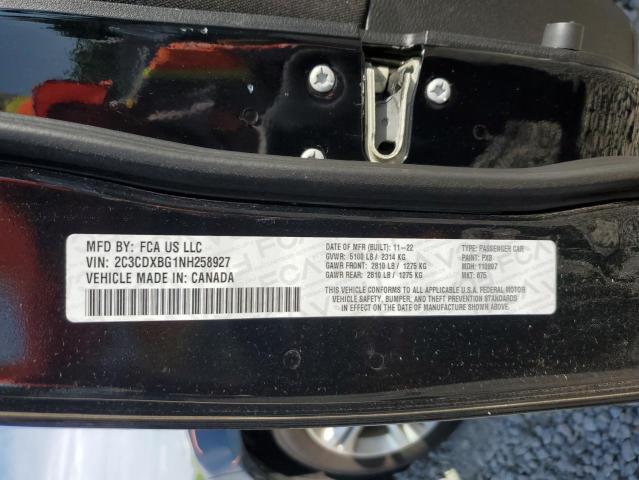 MFD BY: FCA US LLC
VIN: 2C3CDXBG1NH258927
VEHICLE MADE IN: CANADA
DATE OF MFR (BUILT): 11-22
GVWR: 5100 LB / 2314 KG
GAWR FRONT: 2810 LB / 1275 KG
GAWR REAR: 2810 LB / 1275 KG
TYPE: PASSENGER CAR
PAINT: PX8
MDH: 110807
MKT: 875
THIS VEHICLE CONFORMS TO ALL APPLICABLE U.S.A. FEDERAL MOTOR
VEHICLE SAFETY, BUMPER, AND THEFT PREVENTION STANDARDS
IN EFFECT ON THE DATE OF MANUFACTURE SHOWN ABOVE.